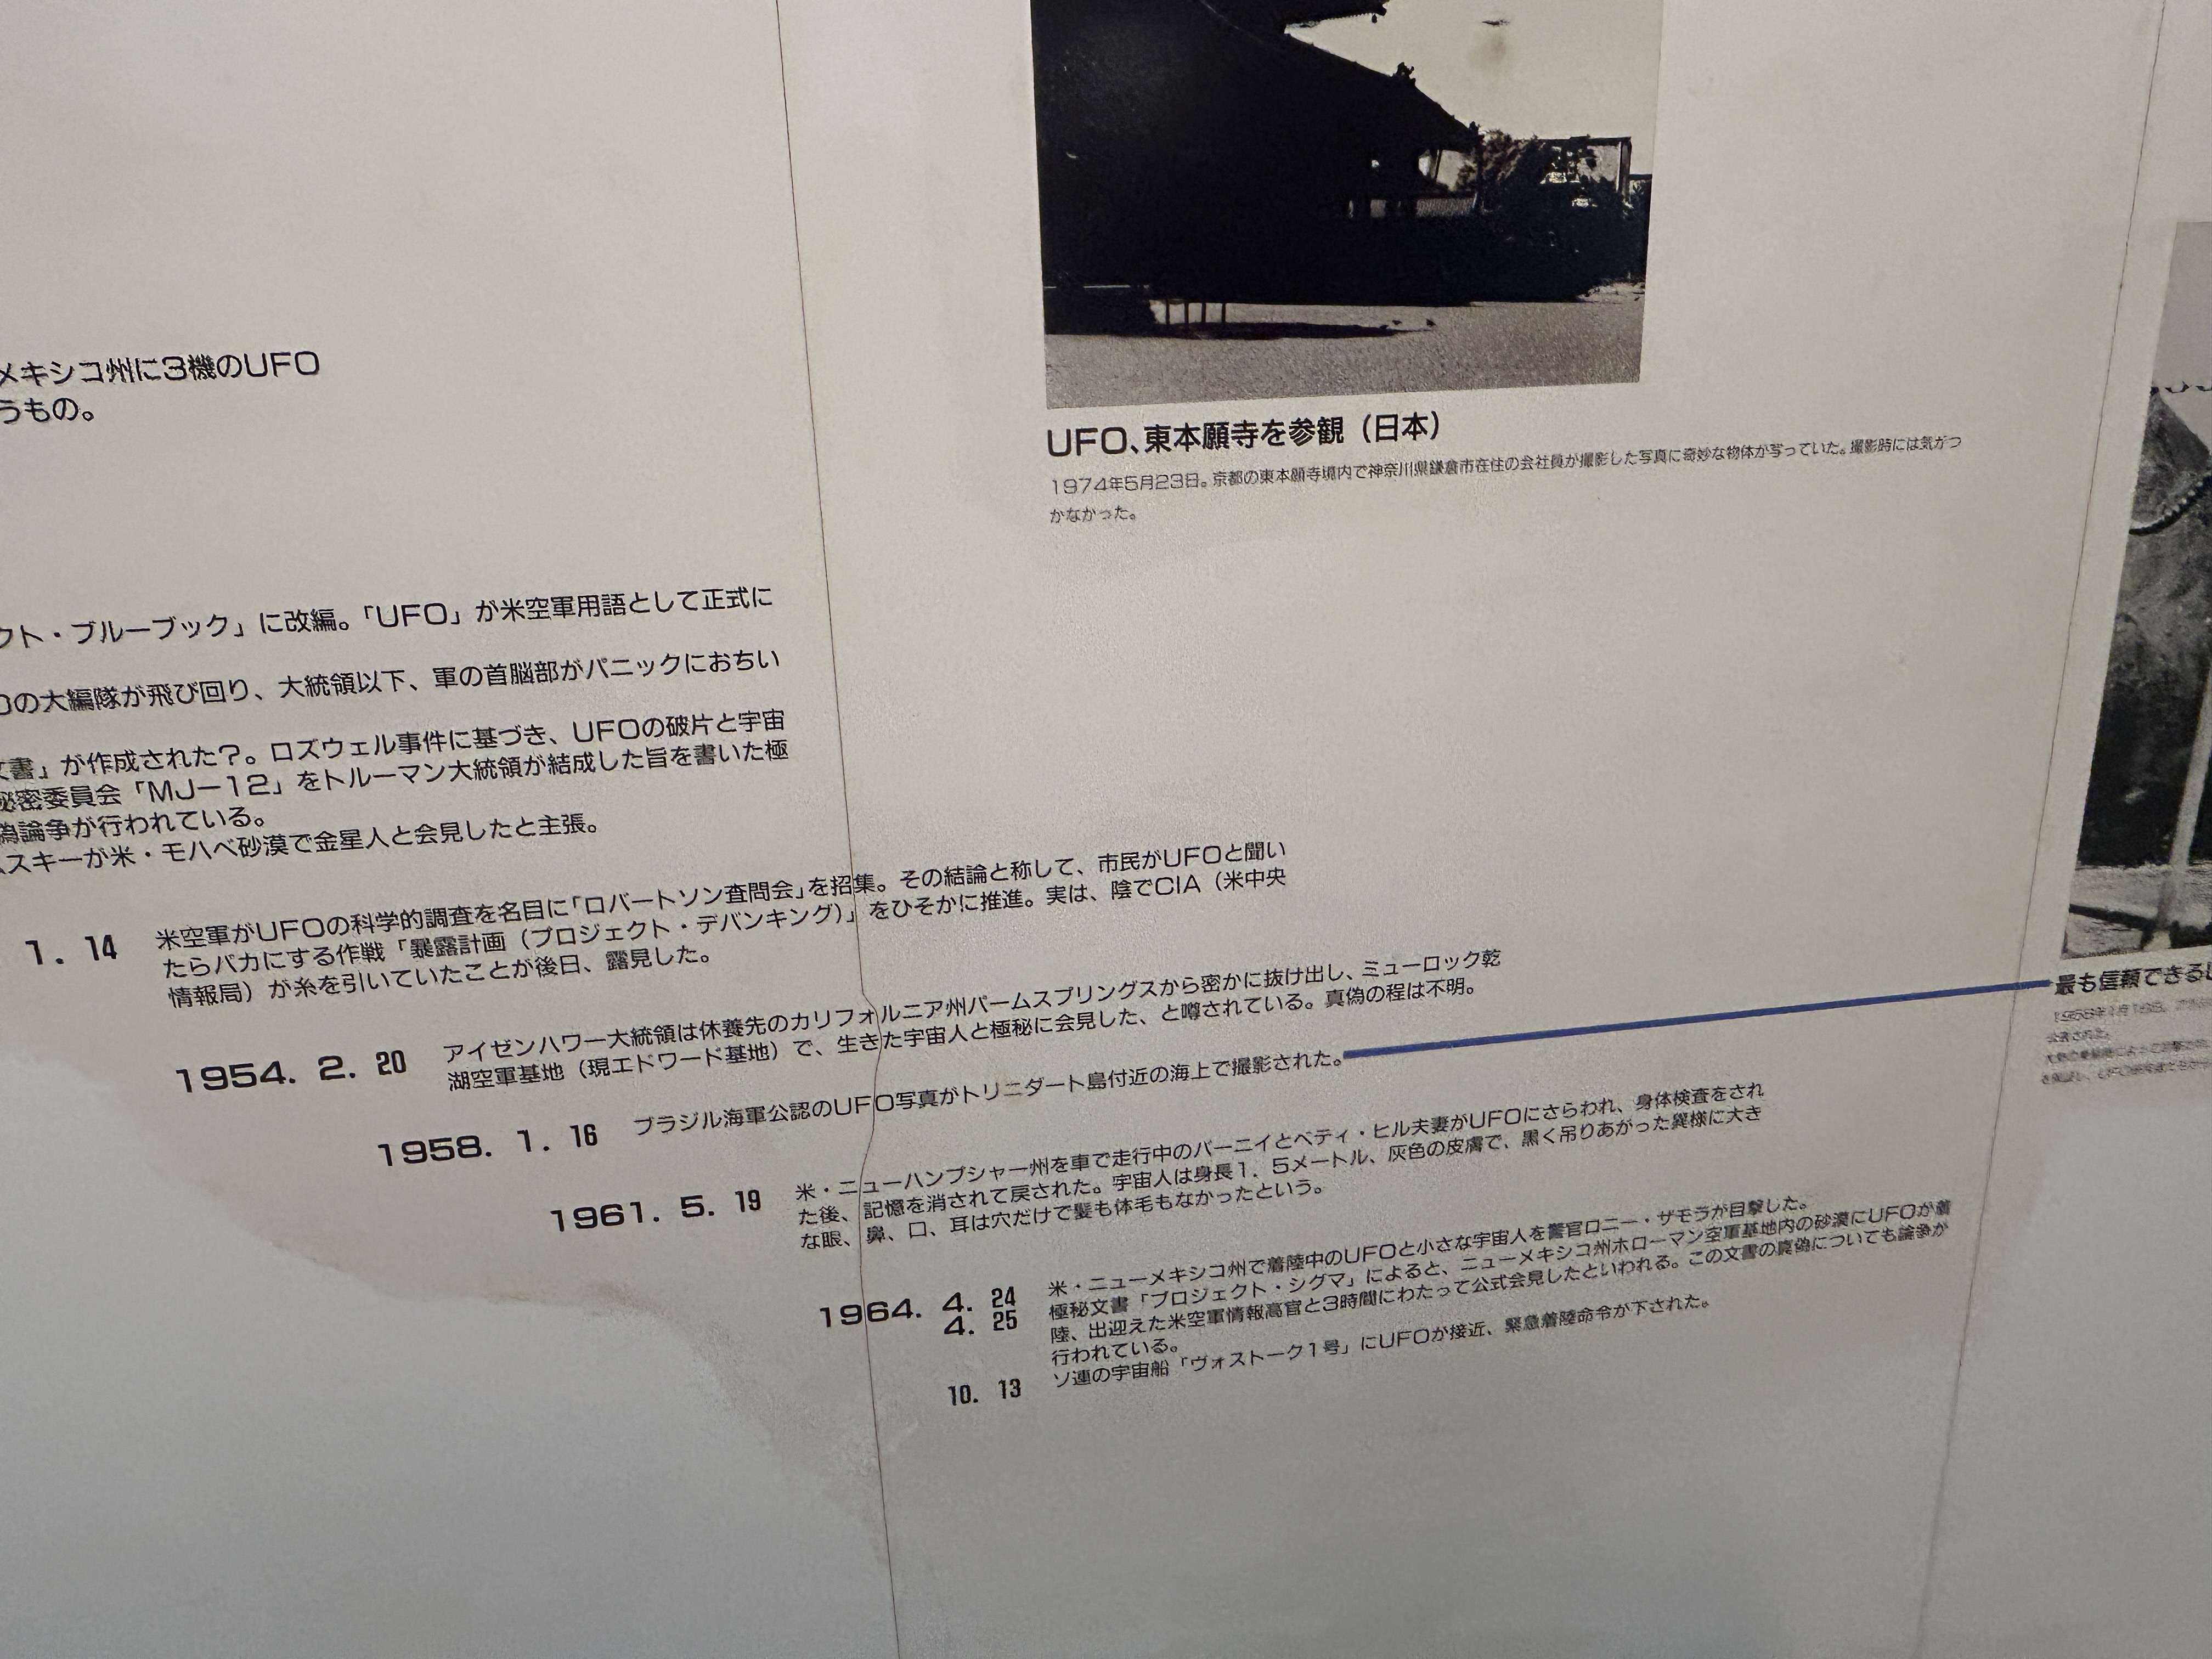 メキシコ州に3機のUFO
うもの。
UFO、東本願寺を参観（日本）
1974年5月23日。京都の東本願寺境内で神奈川県鎌倉市在住の会社員が撮影した写真に奇妙な物体が写っていた。撮影時には気がつ
かなかった。
クト・ブルーブック」に改編。「UFO」が米空軍用語として正式に
の大編隊が飛び回り、大統領以下、軍の首脳部がパニックにおちい
文書」が作成された？。ロズウェル事件に基づき、UFOの破片と宇宙
秘密委員会「MJー12」をトルーマン大統領が結成した旨を書いた極
偽論争が行われている。
ムスキーが米・モハベ砂漠で金星人と会見したと主張。
1. 14
米空軍がUFOの科学的調査を名目に「ロバートソン査問会」を招集。その結論と称して、市民がUFOと聞い
たらバカにする作戦「暴露計画（プロジェクト・デバンキング）」をひそかに推進。実は、陰でCIA（米中央
情報局）が糸を引いていたことが後日、露見した。
1954. 2. 20
アイゼンハワー大統領は休養先のカリフォルニア州パームスプリングスから密かに抜け出し、ミューロック乾
湖空軍基地（現エドワード基地）で、生きた宇宙人と極秘に会見した、と噂されている。真偽の程は不明。
1958. 1. 16
ブラジル海軍公認のUFO写真がトリニダート島付近の海上で撮影された。
最も信頼できる
1961. 5. 19
米・ニューハンプシャー州を車で走行中のバーニイとベティ・ヒル夫妻がUFOにさらわれ、身体検査をされ
た後、記憶を消されて戻された。宇宙人は身長1．5メートル、灰色の皮膚で、黒く吊りあがった異様に大き
な眼、鼻、口、耳は穴だけで髪も体毛もなかったという。
1964. 4. 24
米・ニューメキシコ州で着陸中のUFOと小さな宇宙人を警官ロニー・ザモラが目撃した。
4. 25
極秘文書「プロジェクト・シグマ」によると、ニューメキシコ州ホローマン空軍基地内の砂漠にUFOが着
陸、出迎えた米空軍情報高官と3時間にわたって公式会見したといわれる。この文書の真偽についても論争が
行われている。
10. 13
ソ連の宇宙船「ヴォストーク1号」にUFOが接近、緊急着陸命令が下された。